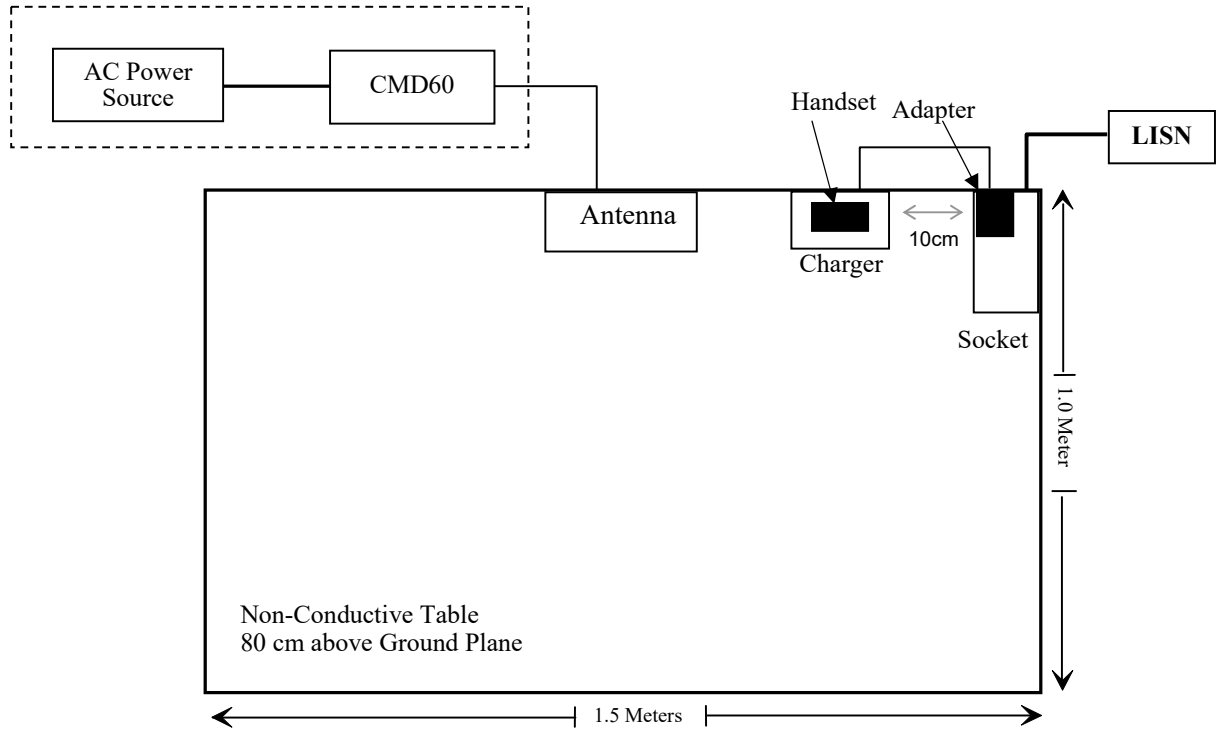 AC Power
Source
CMD60
Handset
Adapter
LISN
Antenna
10cm
Charger
Socket
1.0 Meter
Non-Conductive Table
80 cm above Ground Plane
1.5 Meters